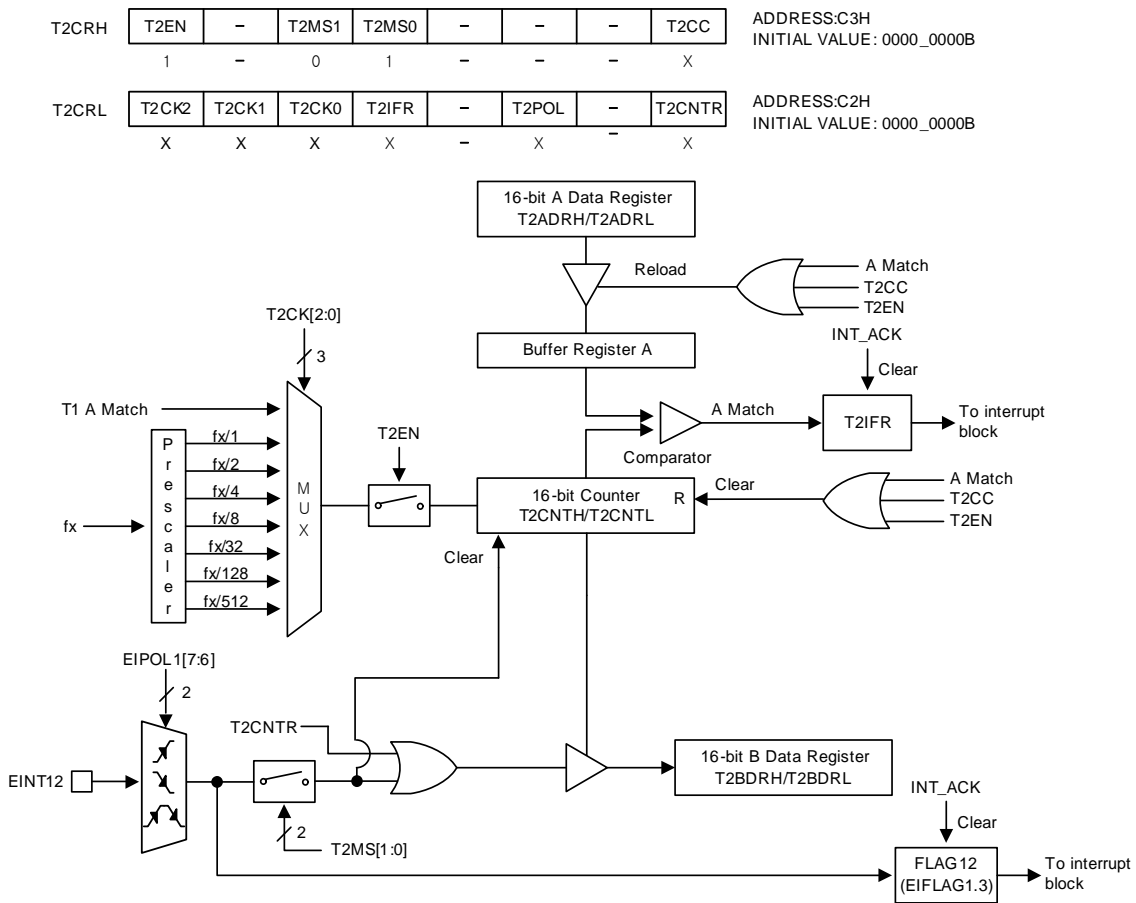 T2CRH T2EN – T2MS1 T2MS0 – – – T2CC ADDRESS:C3H
INITIAL VALUE: 0000_0000B
1 – 0 1 – – – X
T2CRL T2CK2 T2CK1 T2CK0 T2IFR – T2POL – T2CNTR ADDRESS:C2H
INITIAL VALUE: 0000_0000B
X X X X – X – X
16-bit A Data Register
T2ADRH/T2ADRL
Reload
A Match
T2CC
T2EN
T2CK[2:0]
3
Buffer Register A
INT_ACK
Clear
T1 A Match
A Match
T2IFR
To interrupt
block
Comparator
T2EN
Prescaler
fx/1
fx/2
fx/4
fx/8
fx/32
fx/128
fx/512
fx
MUX
16-bit Counter
T2CNTH/T2CNTL
R
Clear
A Match
T2CC
T2EN
Clear
EIPOL1[7:6]
2
T2CNTR
EINT12
2
T2MS[1:0]
16-bit B Data Register
T2BDRH/T2BDRL
INT_ACK
Clear
FLAG12
(EIFLAG1.3)
To interrupt
block